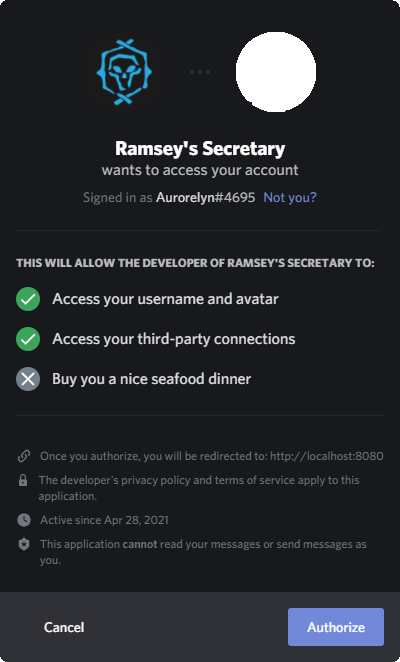 Ramsey's Secretary
wants to access your account
Signed in as Aurorelyn#4695 Not you?
THIS WILL ALLOW THE DEVELOPER OF RAMSEY'S SECRETARY TO:
Access your username and avatar
Access your third-party connections
Buy you a nice seafood dinner
Once you authorize, you will be redirected to: http://localhost:8080
The developer's privacy policy and terms of service apply to this
application.
Active since Apr 28, 2021
This application cannot read your messages or send messages as
you.
Cancel
Authorize